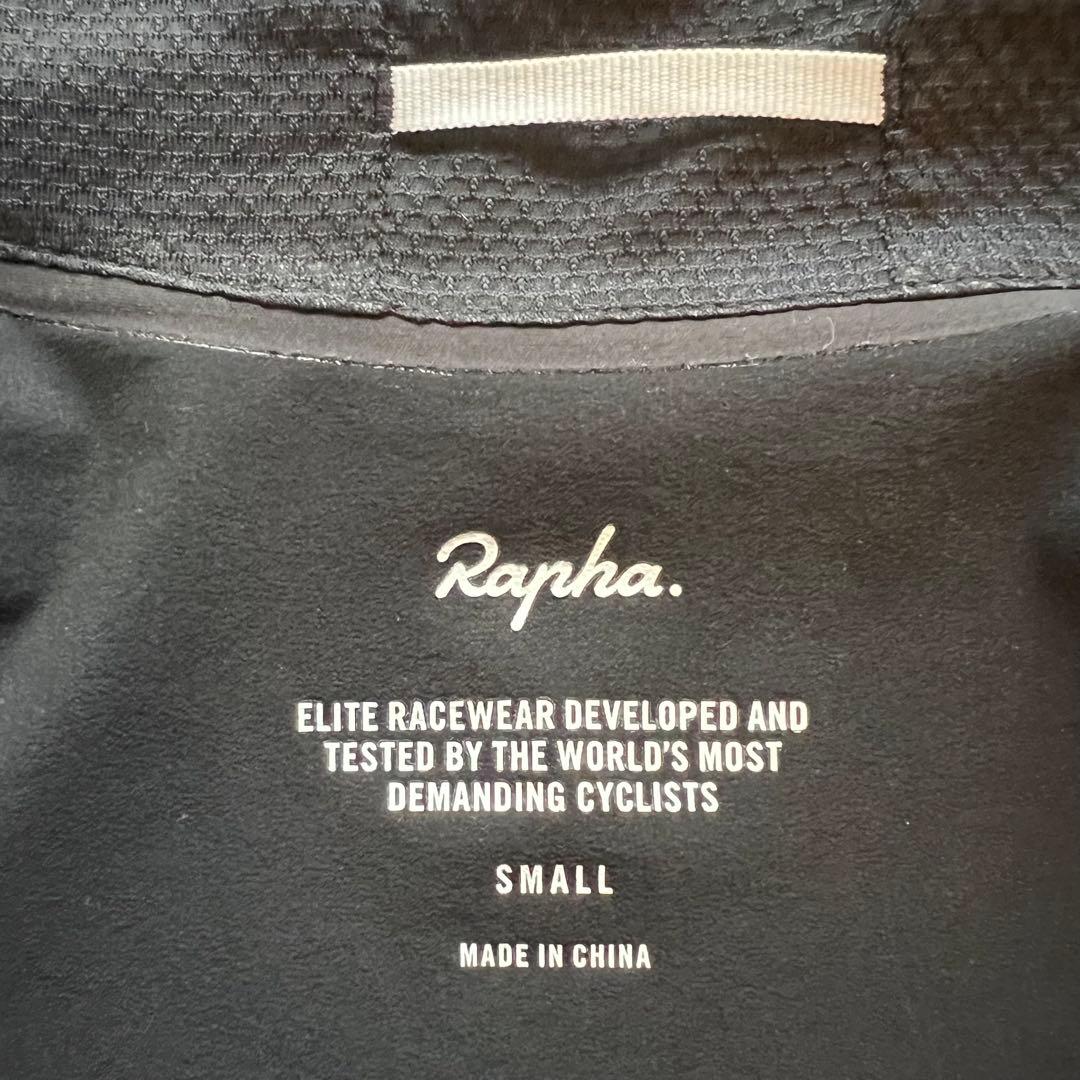 Rapha.
ELITE RACEWEAR DEVELOPED AND
TESTED BY THE WORLD'S MOST
DEMANDING CYCLISTS
SMALL
MADE IN CHINA